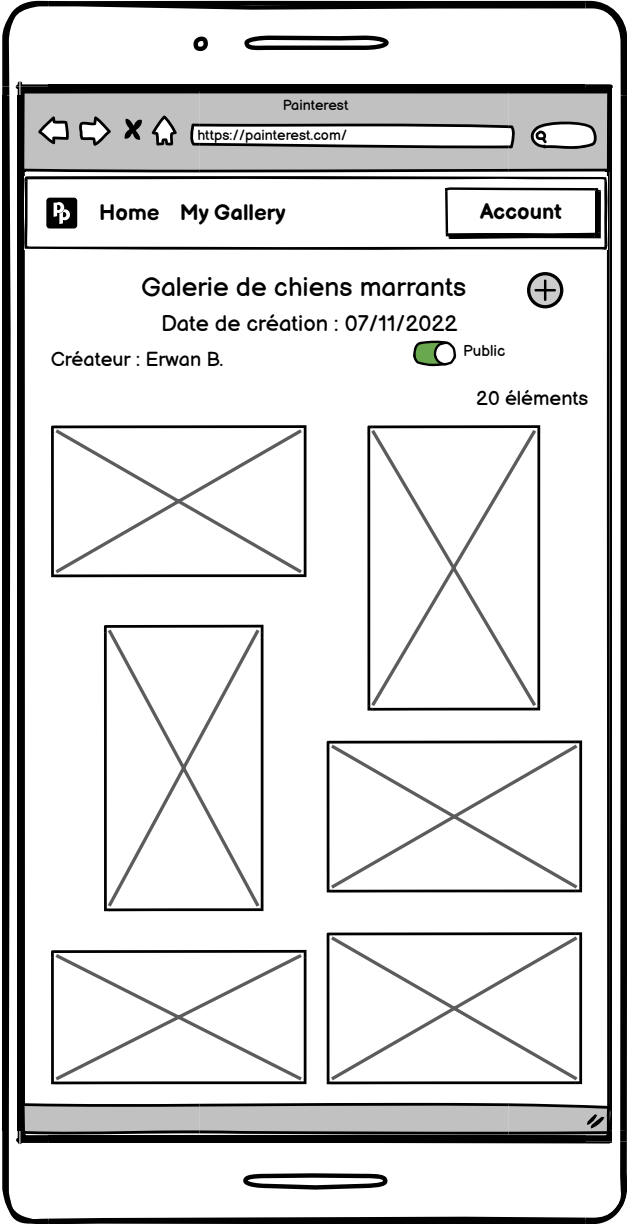 Painterest
https://painterest.com/
PP Home My Gallery Account
Galerie de chiens marrants
Date de création : 07/11/2022
Créateur : Erwan B.
Public
20 éléments